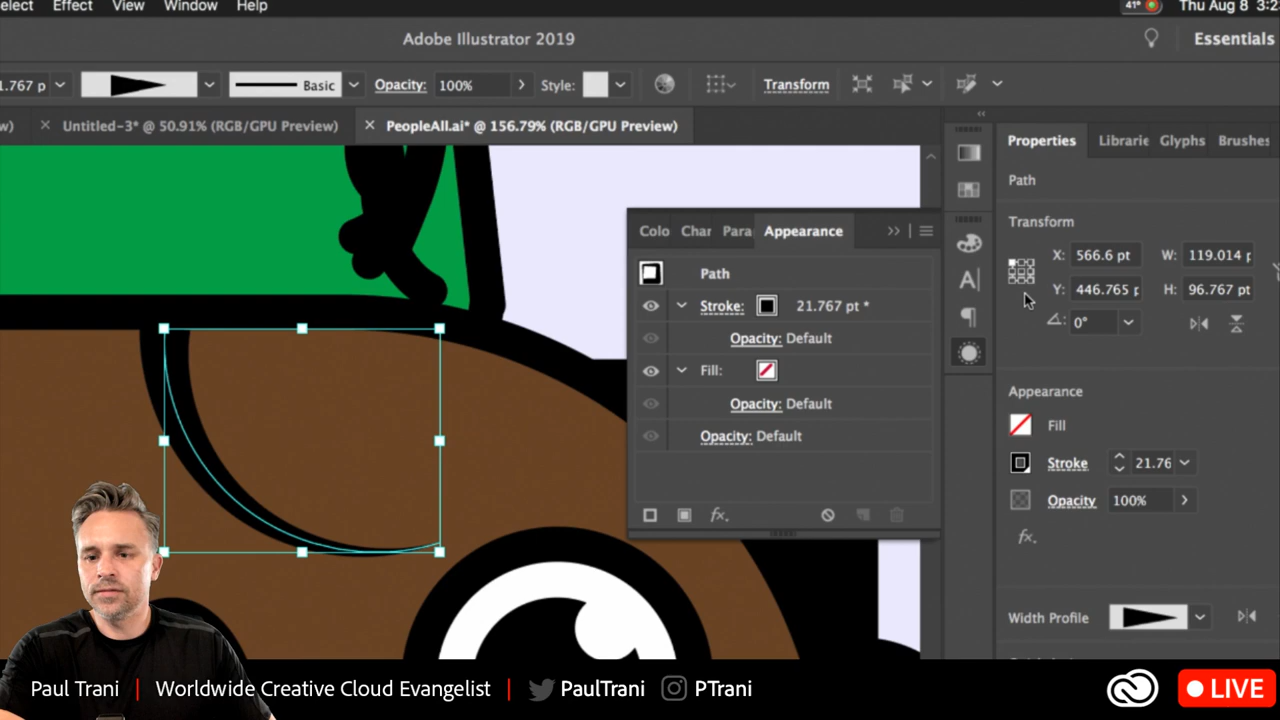 elect Effect View Window Help 41° Thu Aug 8 3:2
Adobe Illustrator 2019 Essentials
1.767 p Basic Opacity: 100% Style: Transform
w) × Untitled-3* @ 50.91% (RGB/GPU Preview) × PeopleAll.ai* @ 156.79% (RGB/GPU Preview)
Properties Librarie Glyphs Brushes
Path
Transform
X: 566.6 pt W: 119.014 p
Y: 446.765 p H: 96.767 pt
0°
Appearance
Fill
Stroke 21.76
Opacity 100%
fx.
Width Profile
Colo Char Para Appearance
Path
Stroke: 21.767 pt *
Opacity: Default
Fill:
Opacity: Default
Opacity: Default
fx.
Paul Trani | Worldwide Creative Cloud Evangelist | PaulTrani PTrani LIVE